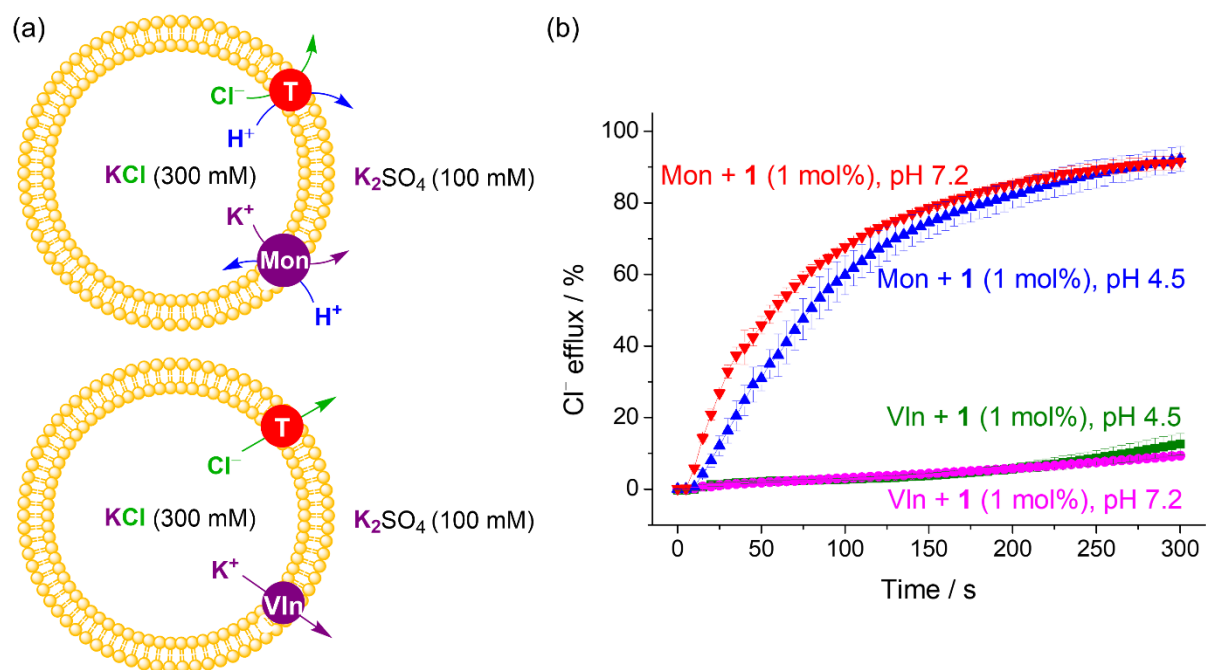 (a)
T
Cl⁻
H⁺
KCl (300 mM)
K₂SO₄ (100 mM)
K⁺
Mon
H⁺
T
Cl⁻
KCl (300 mM)
K₂SO₄ (100 mM)
K⁺
Vln
(b)
Cl⁻ efflux / %
100
80
60
40
20
0
Mon + 1 (1 mol%), pH 7.2
Mon + 1 (1 mol%), pH 4.5
Vln + 1 (1 mol%), pH 4.5
Vln + 1 (1 mol%), pH 7.2
0 50 100 150 200 250 300
Time / s